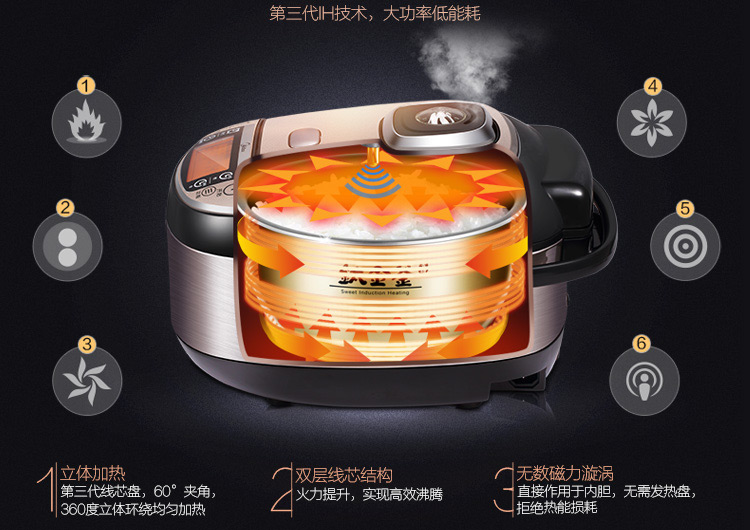 第三代IH技术，大功率低能耗
1
4
2
5
Sweet Induction Heating
3
6
1 立体加热
第三代线芯盘，60°夹角，
360度立体环绕均匀加热
2 双层线芯结构
火力提升，实现高效沸腾
3 无数磁力漩涡
直接作用于内胆，无需发热盘，
拒绝热能损耗